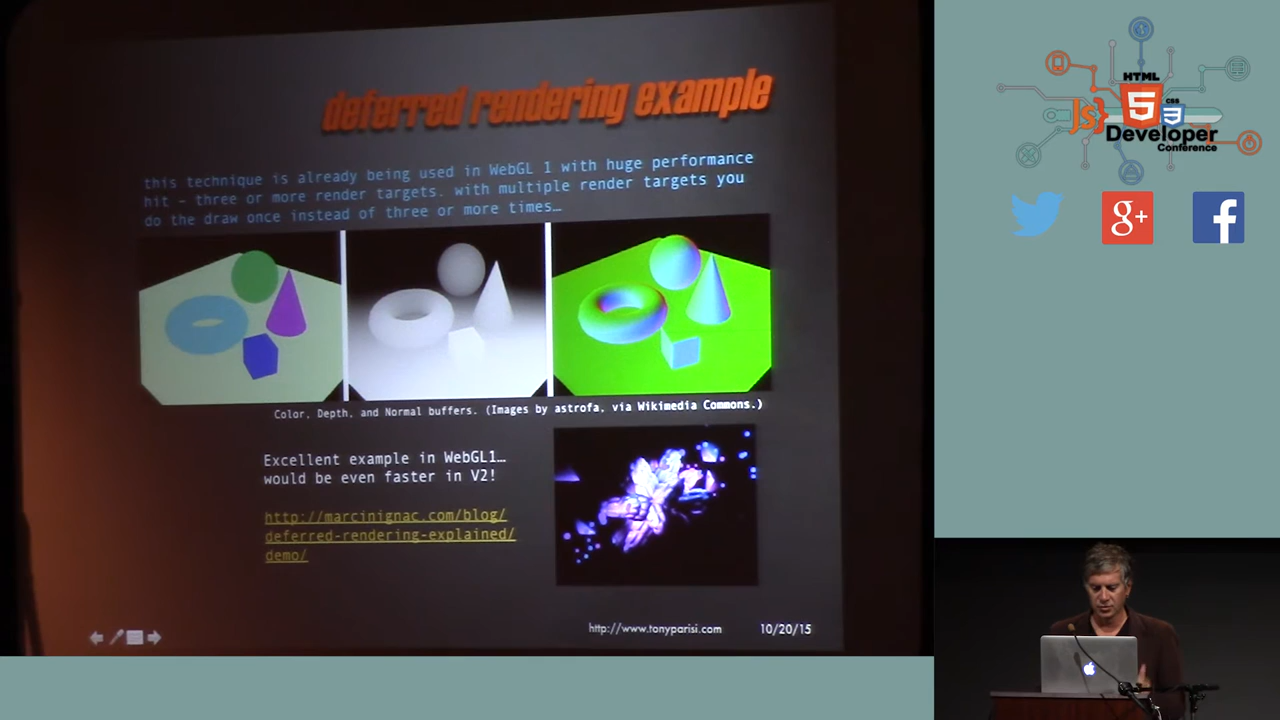 deferred rendering example
this technique is already being used in WebGL 1 with huge performance
hit – three or more render targets. with multiple render targets you
do the draw once instead of three or more times…
Color, Depth, and Normal buffers. (Images by astrofa, via Wikimedia Commons.)
Excellent example in WebGL1…
would be even faster in V2!
http://marcinignac.com/blog/
deferred-rendering-explained/
demo/
http://www.tonyparisi.com
10/20/15
HTML
5
CSS
3
JS}
Developer
Conference
g+
f